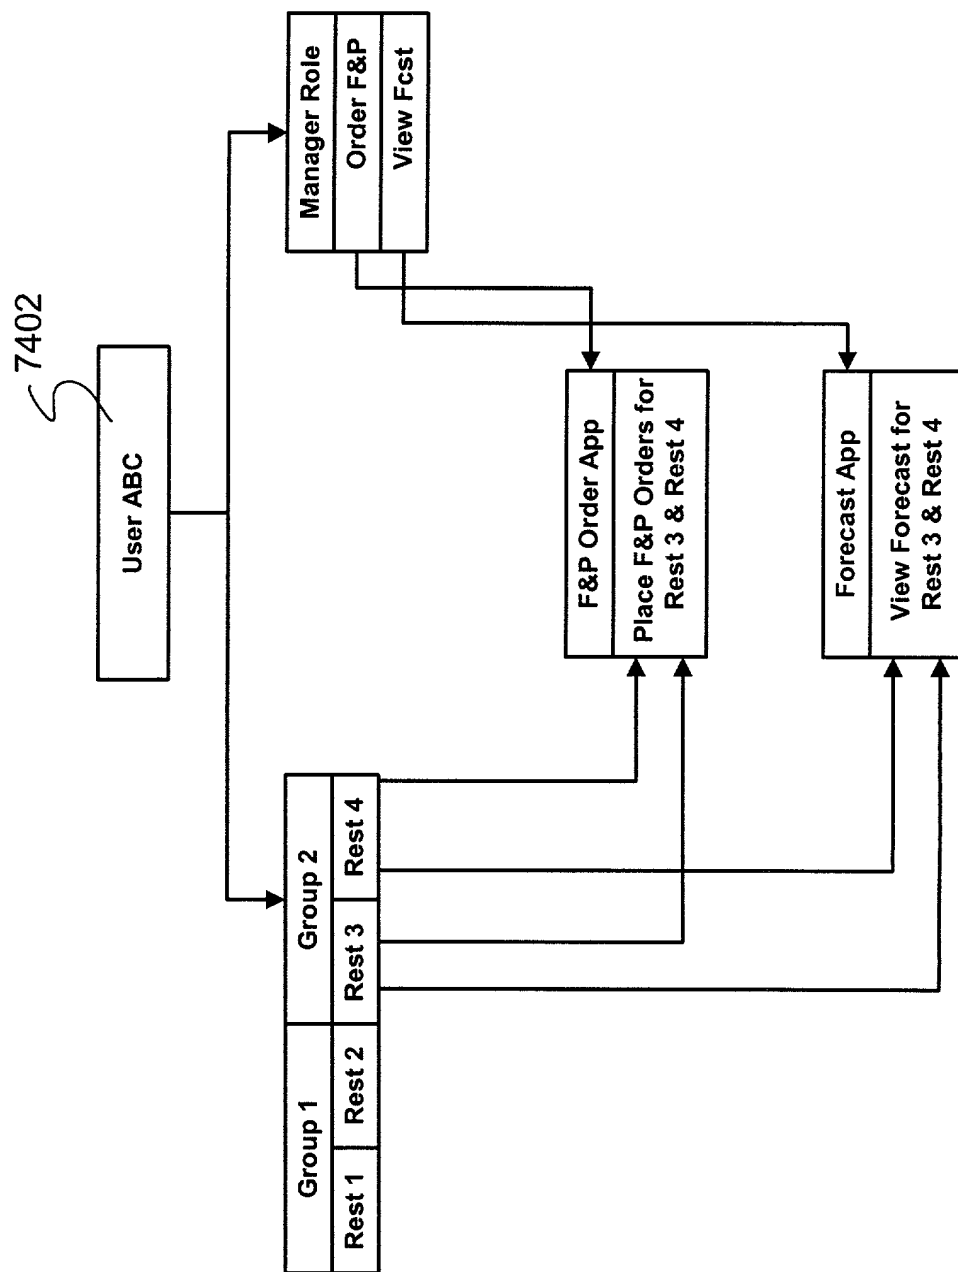 7402
User ABC
Group 1
Group 2
Rest 1
Rest 2
Rest 3
Rest 4
Manager Role
Order F&P
View Fcst
F&P Order App
Place F&P Orders for
Rest 3 & Rest 4
Forecast App
View Forecast for
Rest 3 & Rest 4